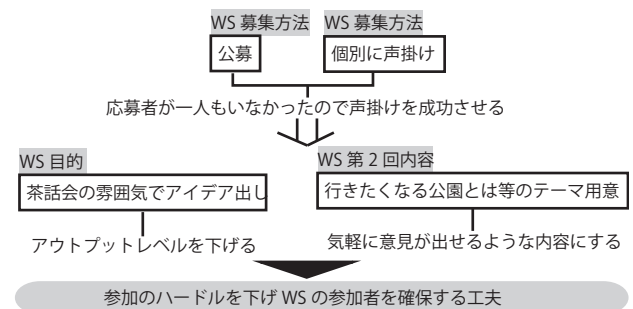 WS 募集方法 WS 募集方法
公募 個別に声掛け
応募者が一人もいなかったので声掛けを成功させる
WS 目的 WS 第 2 回内容
茶話会の雰囲気でアイデア出し 行きたくなる公園とは等のテーマ用意
アウトプットレベルを下げる 気軽に意見が出せるような内容にする
参加のハードルを下げ WS の参加者を確保する工夫